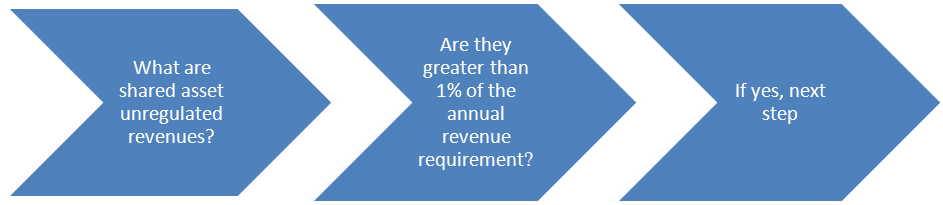 What are
shared asset
unregulated
revenues?
Are they
greater than
1% of the
annual
revenue
requirement?
If yes, next
step